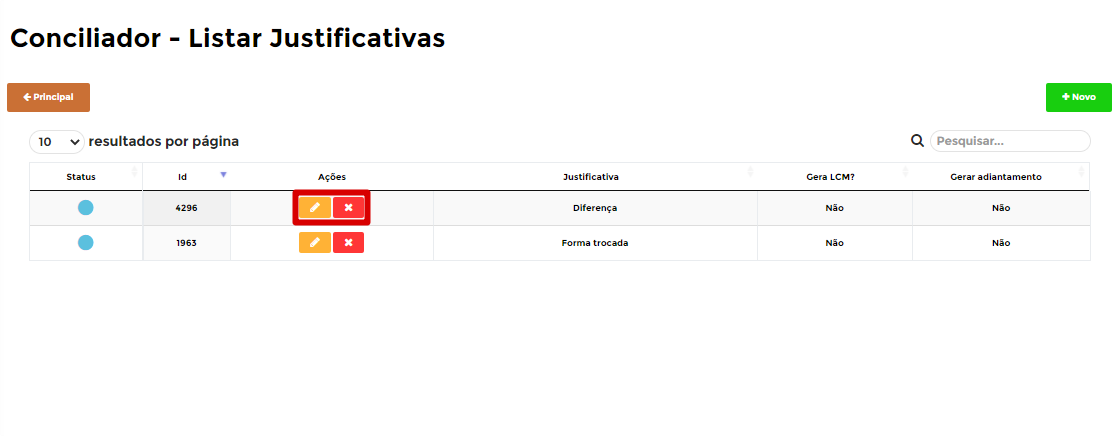 Conciliador - Listar Justificativas
Principal
Novo
10 resultados por página
Pesquisar...
Status Id Ações Justificativa Gera LCM? Gerar adiantamento
4296 Diferença Não Não
1963 Forma trocada Não Não